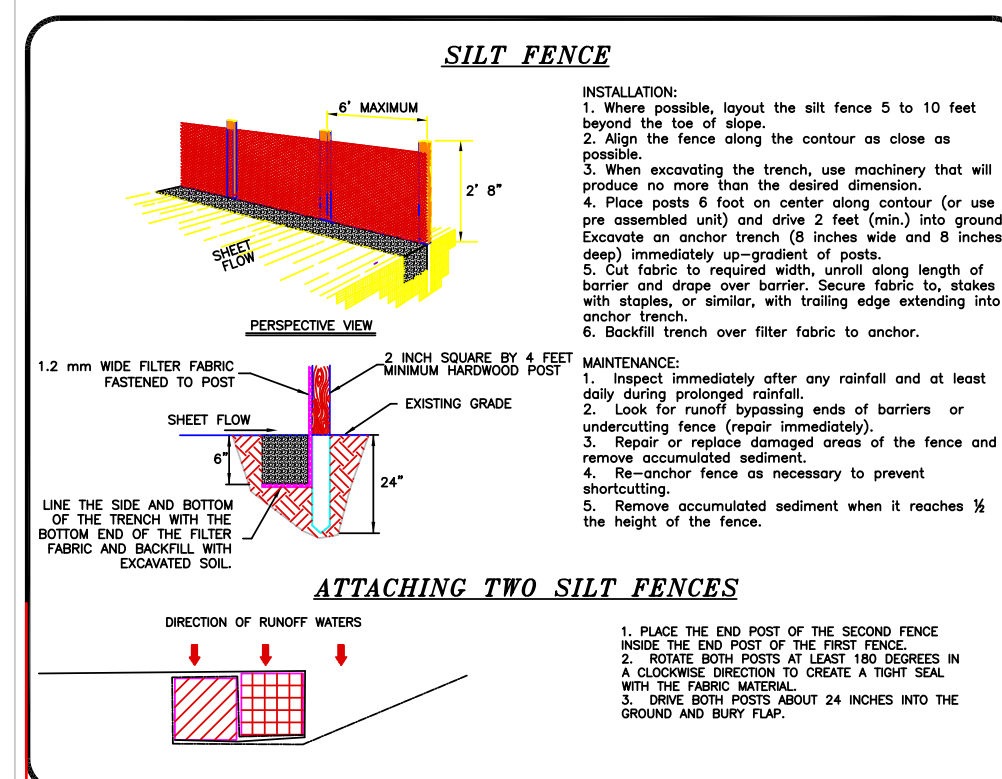 SILT FENCE
6' MAXIMUM
2' 8"
SHEET
FLOW
PERSPECTIVE VIEW
INSTALLATION:
1. Where possible, layout the silt fence 5 to 10 feet
beyond the toe of slope.
2. Align the fence along the contour as close as
possible.
3. When excavating the trench, use machinery that will
produce no more than the desired dimension.
4. Place posts 6 foot on center along contour (or use
pre assembled unit) and drive 2 feet (min.) into ground
Excavate an anchor trench (8 inches wide and 8 inches
deep) immediately up-gradient of posts.
5. Cut fabric to required width, unroll along length of
barrier and drape over barrier. Secure fabric to, stakes
with staples, or similar, with trailing edge extending into
anchor trench.
6. Backfill trench over filter fabric to anchor.
1.2 mm WIDE FILTER FABRIC
FASTENED TO POST
2 INCH SQUARE BY 4 FEET
MINIMUM HARDWOOD POST
EXISTING GRADE
SHEET FLOW
6"
24"
LINE THE SIDE AND BOTTOM
OF THE TRENCH WITH THE
BOTTOM END OF THE FILTER
FABRIC AND BACKFILL WITH
EXCAVATED SOIL.
MAINTENANCE:
1. Inspect immediately after any rainfall and at least
daily during prolonged rainfall.
2. Look for runoff bypassing ends of barriers or
undercutting fence (repair immediately).
3. Repair or replace damaged areas of the fence and
remove accumulated sediment.
4. Re-anchor fence as necessary to prevent
shortcutting.
5. Remove accumulated sediment when it reaches ½
the height of the fence.
ATTACHING TWO SILT FENCES
DIRECTION OF RUNOFF WATERS
1. PLACE THE END POST OF THE SECOND FENCE
INSIDE THE END POST OF THE FIRST FENCE.
2. ROTATE BOTH POSTS AT LEAST 180 DEGREES IN
A CLOCKWISE DIRECTION TO CREATE A TIGHT SEAL
WITH THE FABRIC MATERIAL.
3. DRIVE BOTH POSTS ABOUT 24 INCHES INTO THE
GROUND AND BURY FLAP.